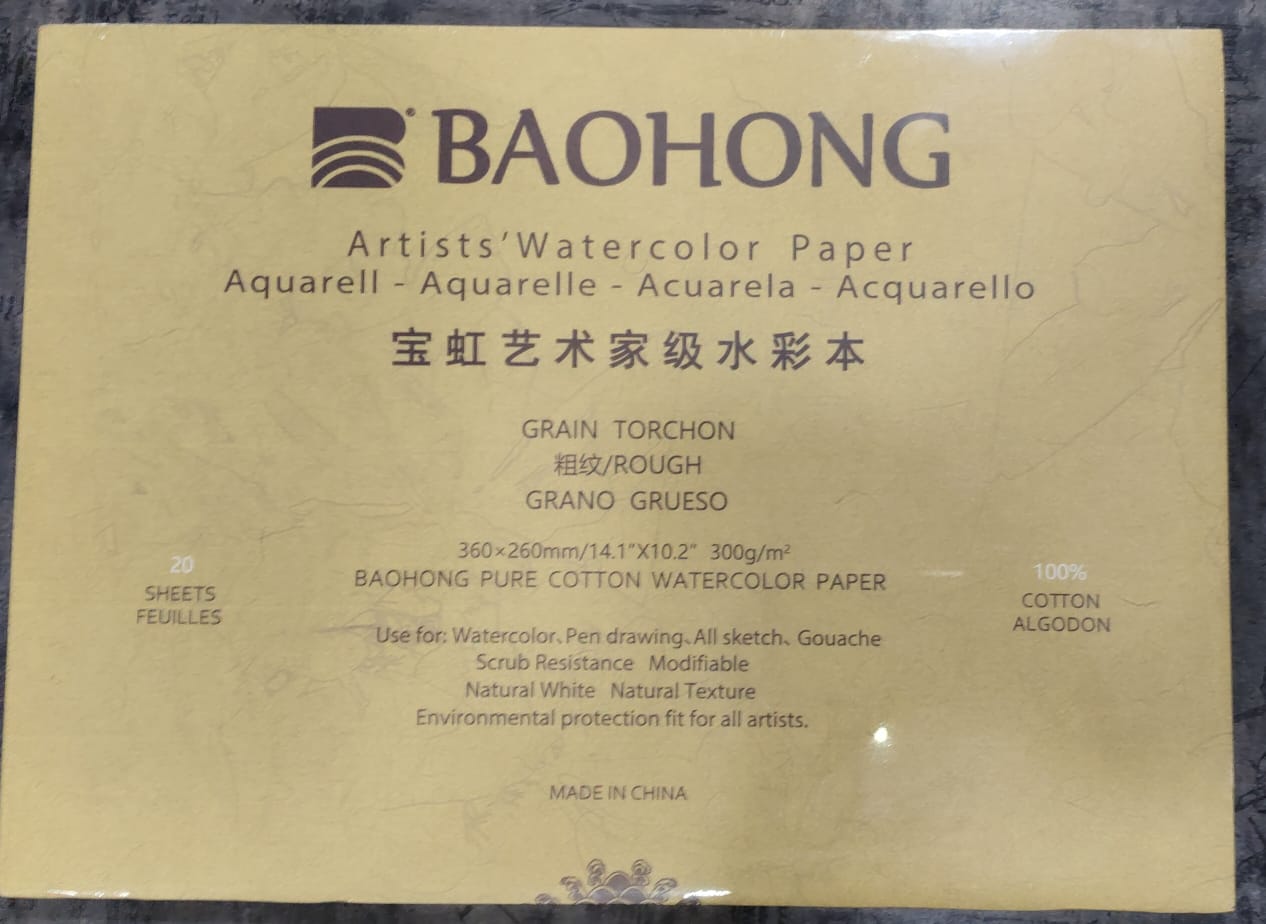 BAOHONG®
Artists' Watercolor Paper
Aquarell - Aquarelle - Acuarela - Acquarello
宝虹艺术家级水彩本
GRAIN TORCHON
粗纹/ROUGH
GRANO GRUESO
360×260mm/14.1"X10.2" 300g/m²
BAOHONG PURE COTTON WATERCOLOR PAPER
20
SHEETS
FEUILLES
100%
COTTON
ALGODON
Use for: Watercolor、Pen drawing、All sketch、Gouache
Scrub Resistance Modifiable
Natural White Natural Texture
Environmental protection fit for all artists.
MADE IN CHINA